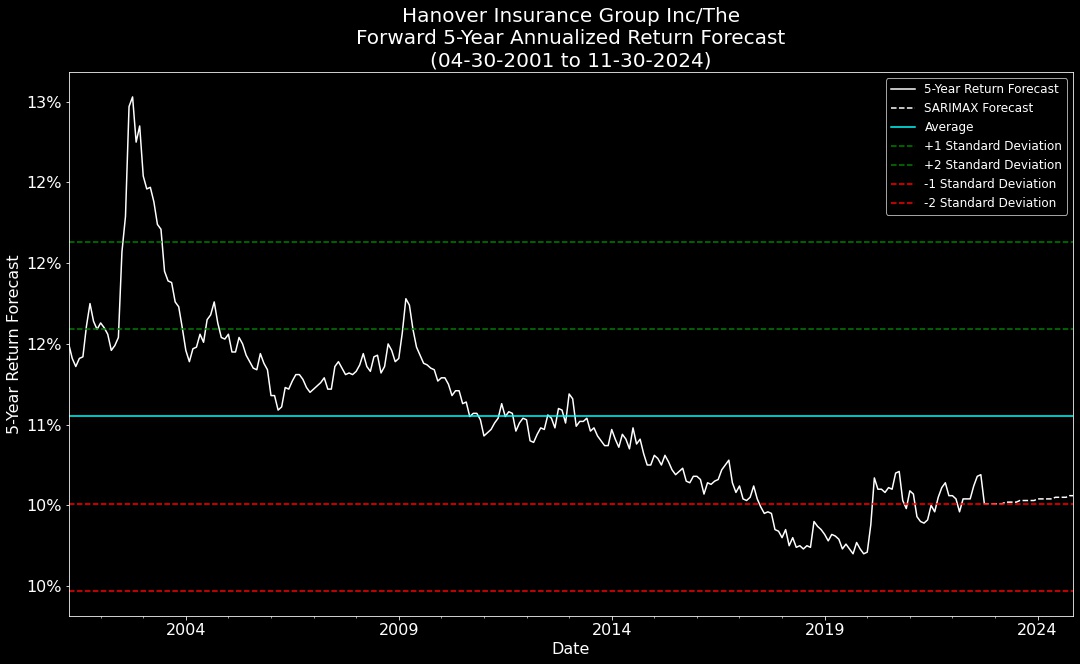 Hanover Insurance Group Inc/The
Forward 5-Year Annualized Return Forecast
(04-30-2001 to 11-30-2024)
5-Year Return Forecast
SARIMAX Forecast
Average
+1 Standard Deviation
+2 Standard Deviation
-1 Standard Deviation
-2 Standard Deviation
13%
12%
12%
12%
11%
10%
10%
5-Year Return Forecast
2004
2009
2014
2019
2024
Date